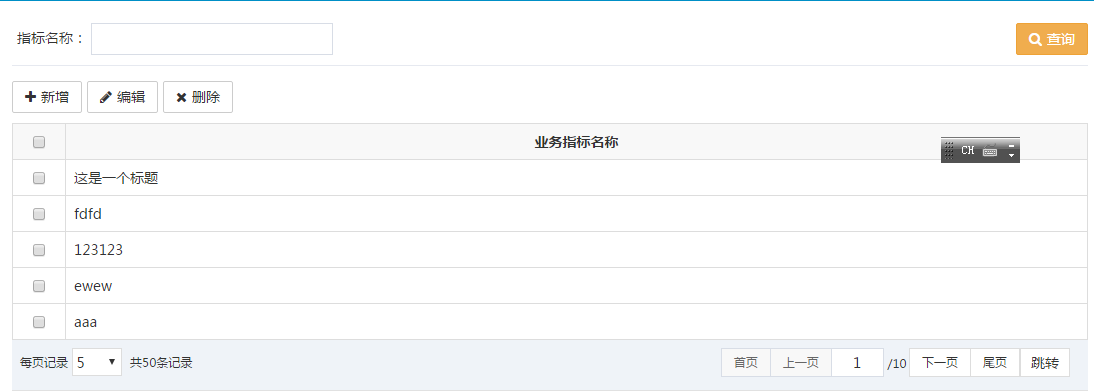 指标名称：
查询
新增 编辑 删除
业务指标名称
CH
这是一个标题
fdfd
123123
ewew
aaa
每页记录 5 共50条记录 首页 上一页 1 /10 下一页 尾页 跳转